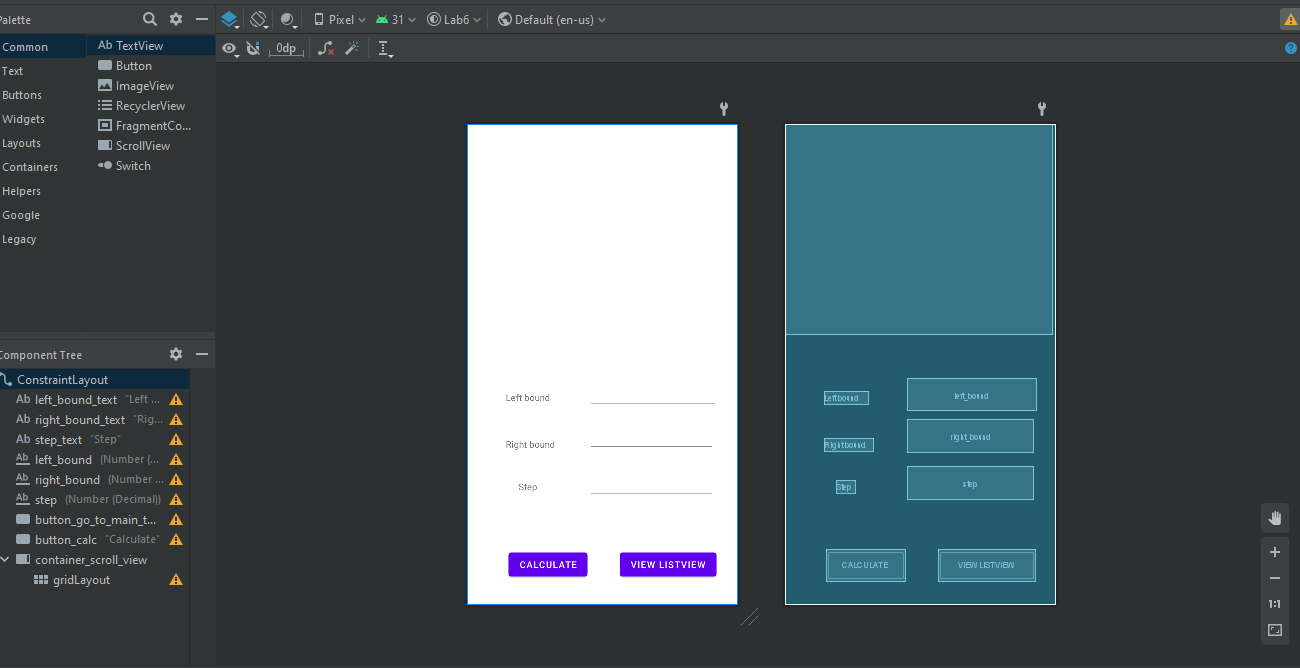 Palette
Pixel 31 Lab6 Default (en-us)
Common
Text
Buttons
Widgets
Layouts
Containers
Helpers
Google
Legacy
Ab TextView
Button
ImageView
RecyclerView
FragmentCo...
ScrollView
Switch
0dp
?
Component Tree
ConstraintLayout
Ab left_bound_text "Left ...
Ab right_bound_text "Rig...
Ab step_text "Step"
Ab left_bound (Number (...
Ab right_bound (Number ...
Ab step (Number (Decimal))
button_go_to_main_t...
button_calc "Calculate"
container_scroll_view
gridLayout
Left bound
Right bound
Step
CALCULATE VIEW LISTVIEW
Left bound left_bound
Right bound right_bound
Step step
CALCULATE VIEW LISTVIEW
1:1